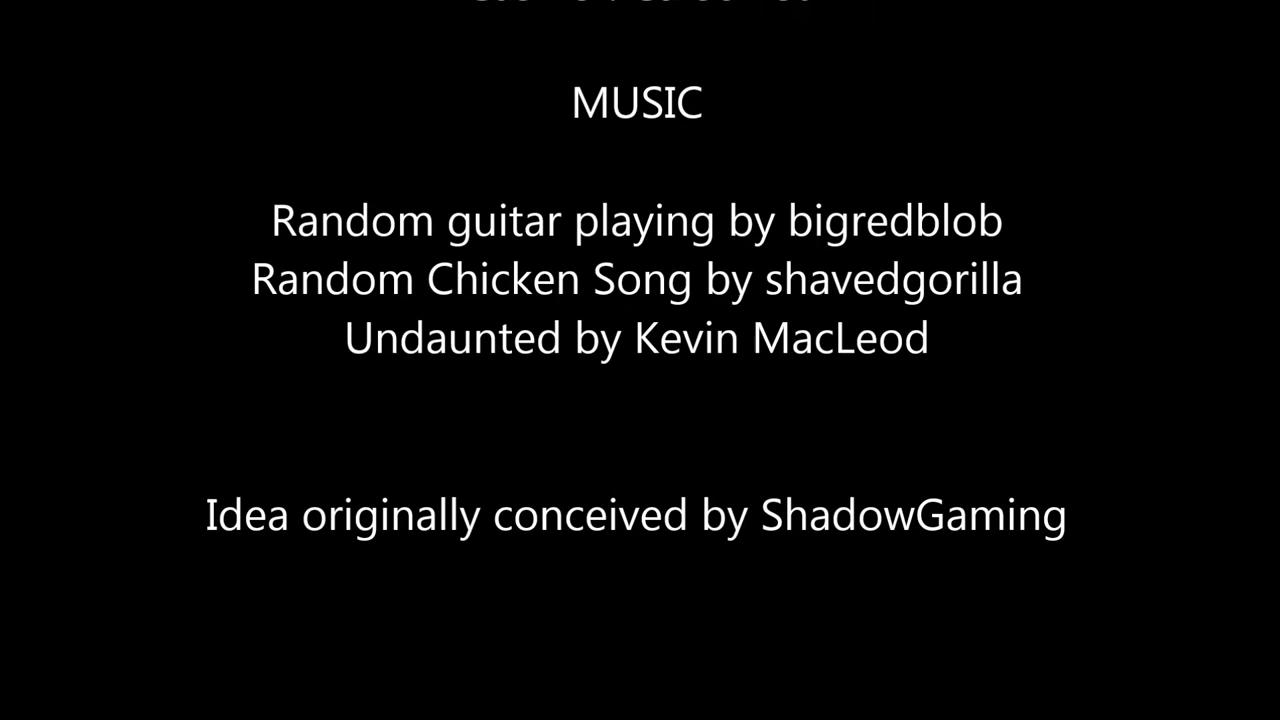 MUSIC
Random guitar playing by bigredblob
Random Chicken Song by shavedgorilla
Undaunted by Kevin MacLeod
Idea originally conceived by ShadowGaming